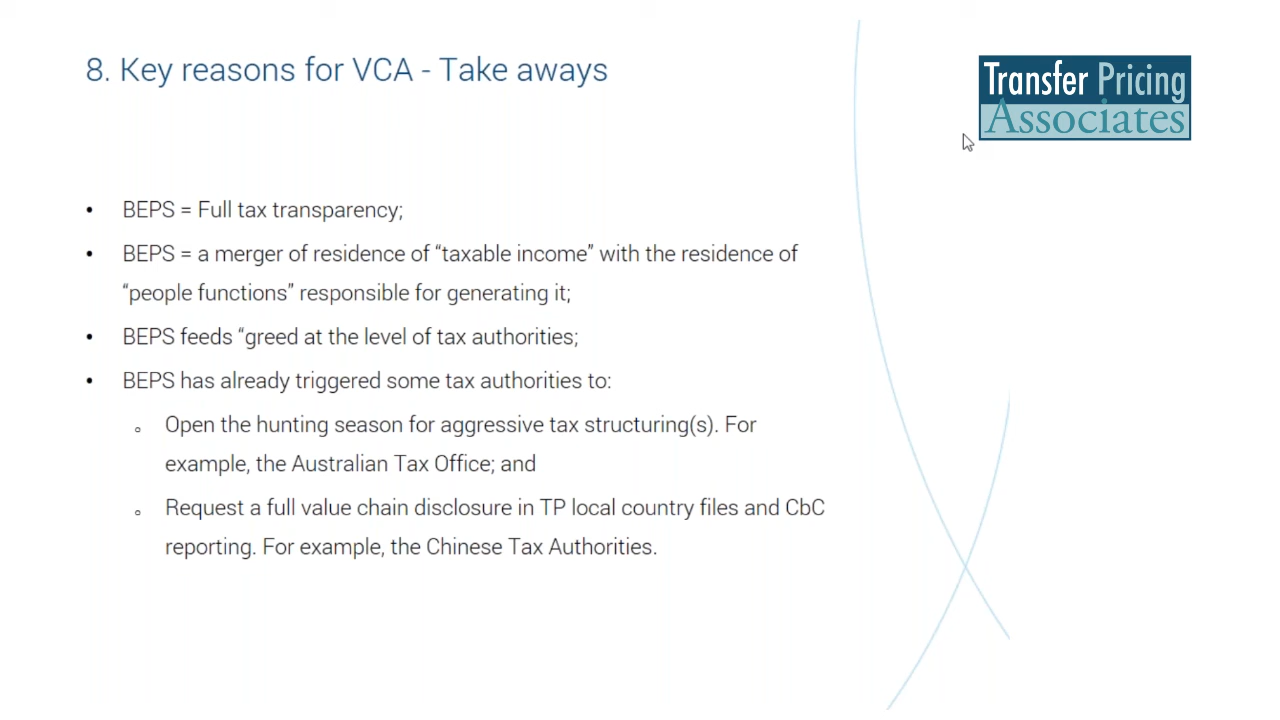 8. Key reasons for VCA - Take aways
Transfer Pricing
Associates
• BEPS = Full tax transparency;
• BEPS = a merger of residence of “taxable income” with the residence of
“people functions” responsible for generating it;
• BEPS feeds “greed at the level of tax authorities;
• BEPS has already triggered some tax authorities to:
o Open the hunting season for aggressive tax structuring(s). For
example, the Australian Tax Office; and
o Request a full value chain disclosure in TP local country files and CbC
reporting. For example, the Chinese Tax Authorities.